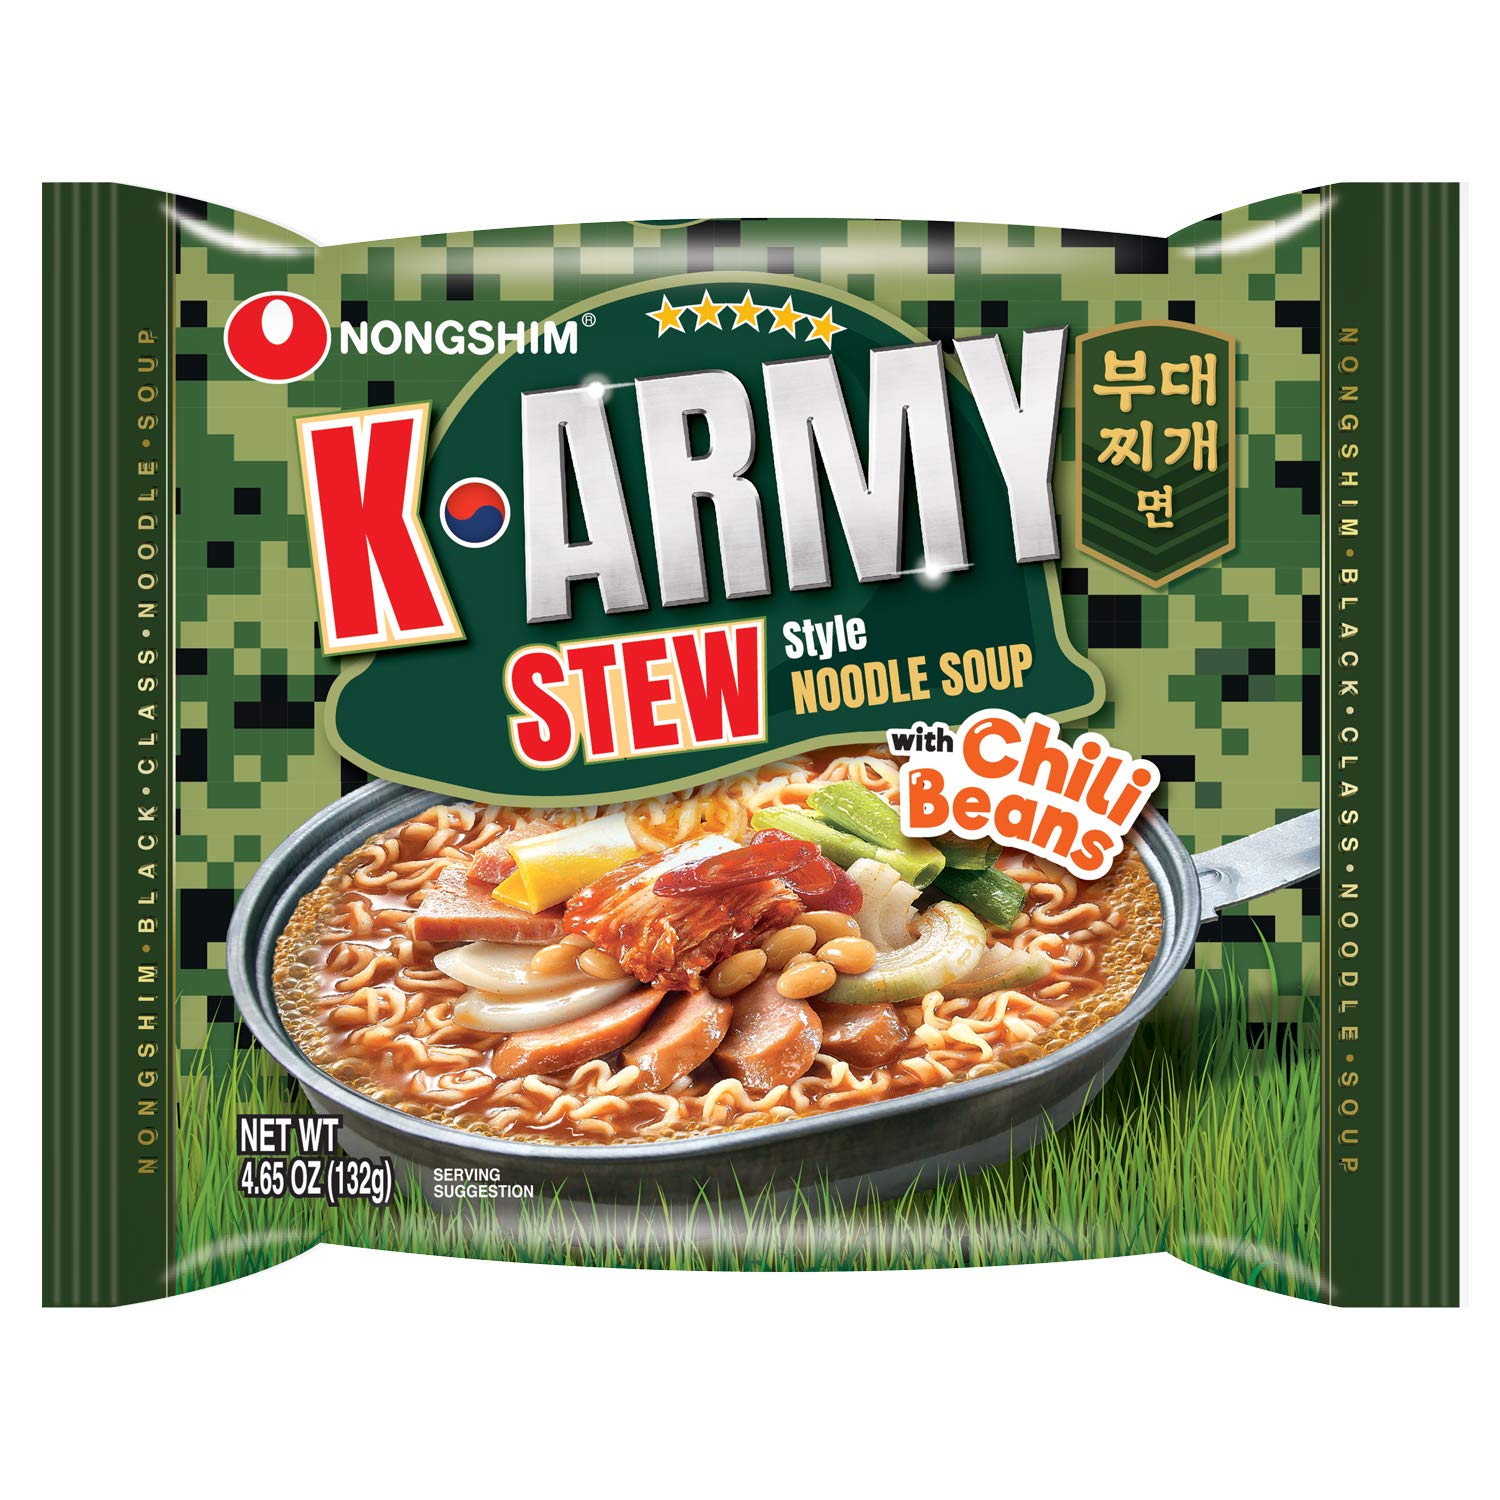 NONGSHIM®
K·ARMY
STEW
Style
NOODLE SOUP
with Chili
Beans
부대
찌개
면
NET WT
4.65 OZ (132g)
SERVING
SUGGESTION
NONGSHIM·BLACK·CLASS·NOODLE·SOUP
NONGSHIM·BLACK·CLASS·NOODLE·SOUP